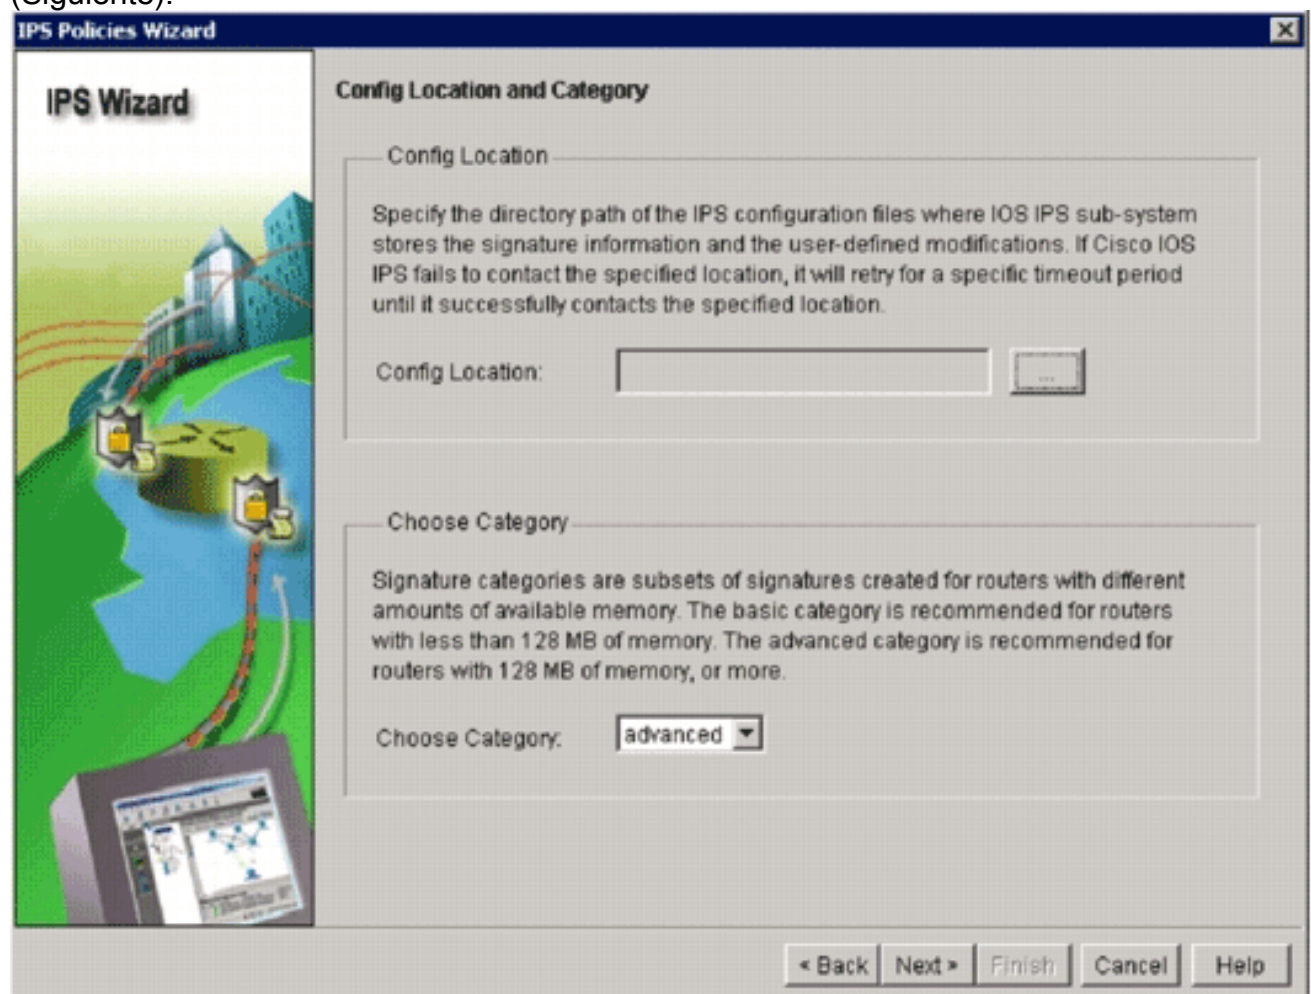 (Siguiente).
IPS Policies Wizard
IPS Wizard
Config Location and Category
Config Location
Specify the directory path of the IPS configuration files where IOS IPS sub-system
stores the signature information and the user-defined modifications. If Cisco IOS
IPS fails to contact the specified location, it will retry for a specific timeout period
until it successfully contacts the specified location.
Config Location:
...
Choose Category
Signature categories are subsets of signatures created for routers with different
amounts of available memory. The basic category is recommended for routers
with less than 128 MB of memory. The advanced category is recommended for
routers with 128 MB of memory, or more.
Choose Category:
advanced
< Back
Next >
Finish
Cancel
Help